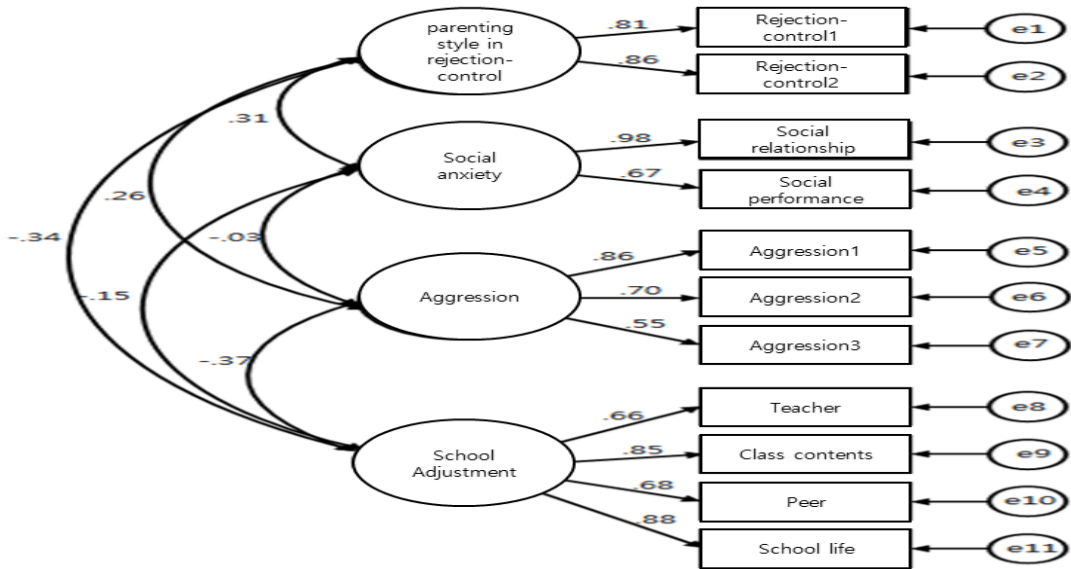 parenting
style in
rejection-
control
.81
Rejection-
control1
e1
.86
Rejection-
control2
e2
.31
Social
anxiety
.98
Social
relationship
e3
.67
Social
performance
e4
.26
-.03
-.34
-.15
Aggression
.86
Aggression1
e5
.70
Aggression2
e6
.55
Aggression3
e7
-.37
School
Adjustment
.66
Teacher
e8
.85
Class contents
e9
.68
Peer
e10
.88
School life
e11